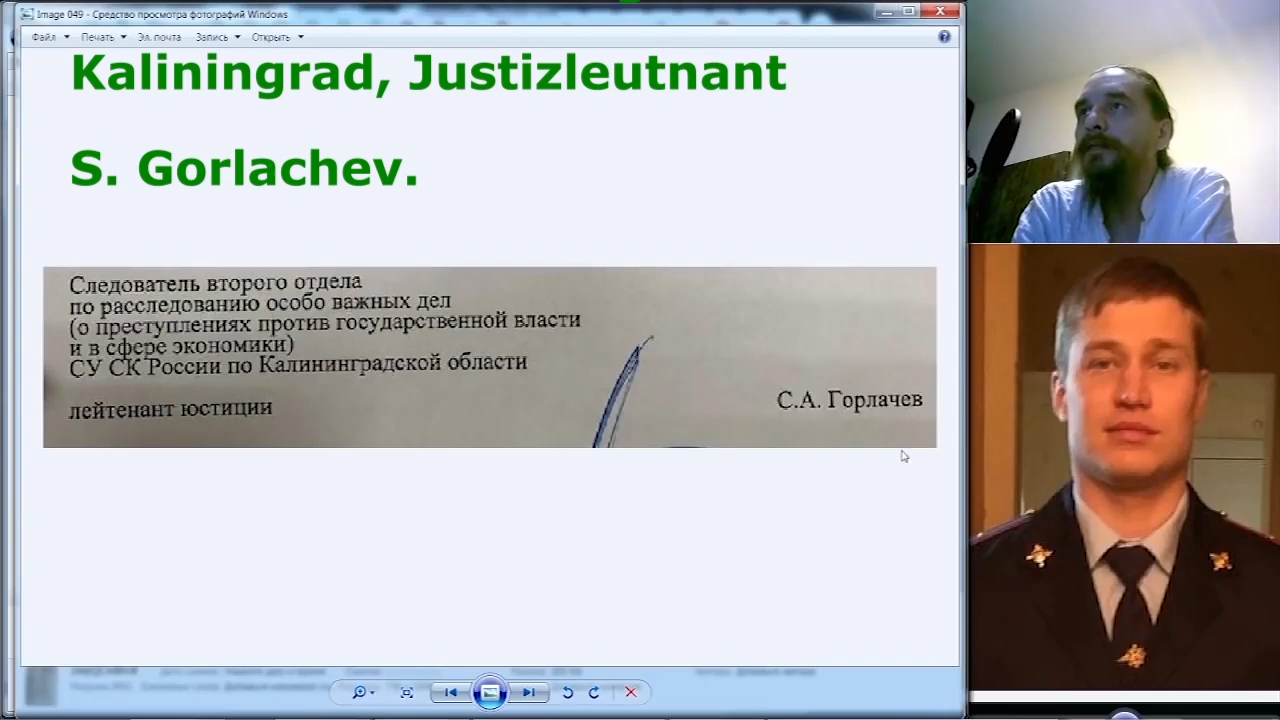 Image 049 - Средство просмотра фотографий Windows
Файл Печать Эл. почта Запись Открыть
Kaliningrad, Justizleutnant
S. Gorlachev.
Следователь второго отдела
по расследованию особо важных дел
(о преступлениях против государственной власти
и в сфере экономики)
СУ СК России по Калининградской области
лейтенант юстиции С.А. Горлачев